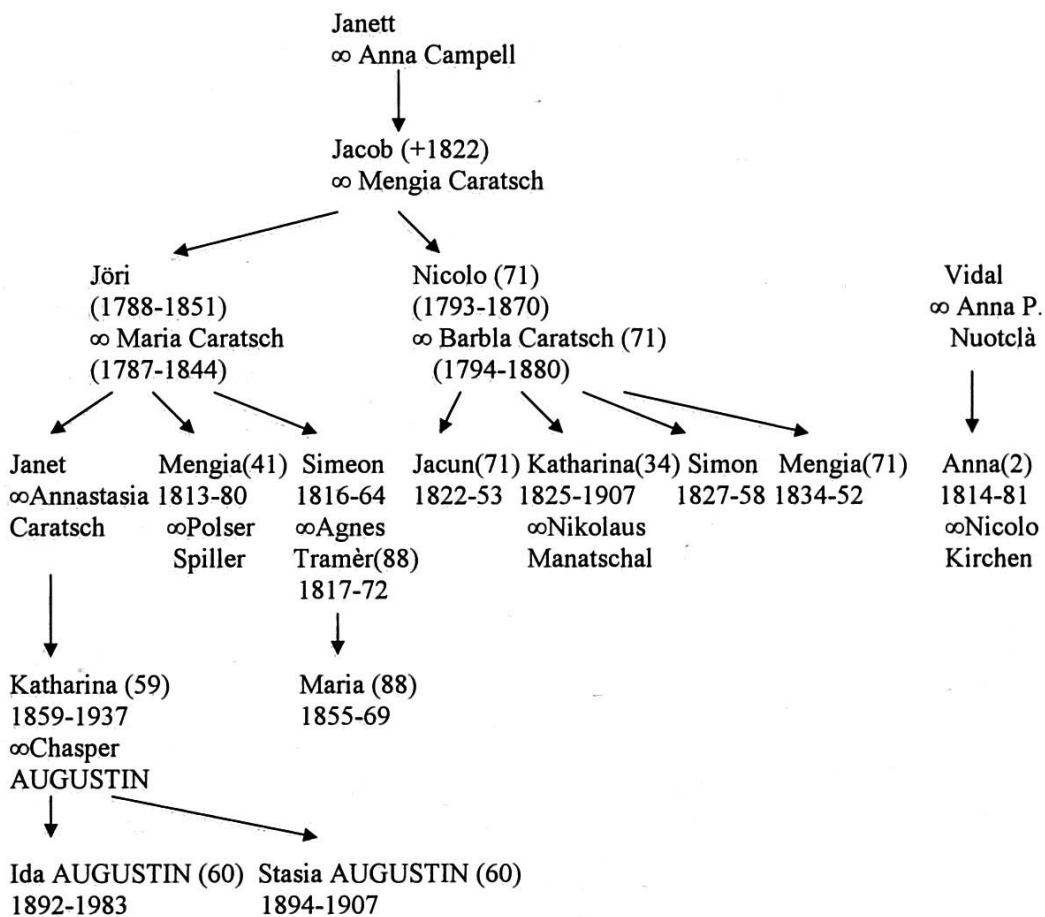 Janett
∞ Anna Campell
Jacob (+1822)
∞ Mengia Caratsch
Jöri
(1788-1851)
∞ Maria Caratsch
(1787-1844)
Nicolo (71)
(1793-1870)
∞ Barbla Caratsch (71)
(1794-1880)
Vidal
∞ Anna P.
Nuotclà
Janet
∞Annastasia
Caratsch
Mengia(41)
1813-80
∞Polser
Spiller
Simeon
1816-64
∞Agnes
Tramèr(88)
1817-72
Jacun(71)
1822-53
Katharina(34)
1825-1907
∞Nikolaus
Manatschal
Simon
1827-58
Mengia(71)
1834-52
Anna(2)
1814-81
∞Nicolo
Kirchen
Katharina (59)
1859-1937
∞Chasper
AUGUSTIN
Maria (88)
1855-69
Ida AUGUSTIN (60)
1892-1983
Stasia AUGUSTIN (60)
1894-1907